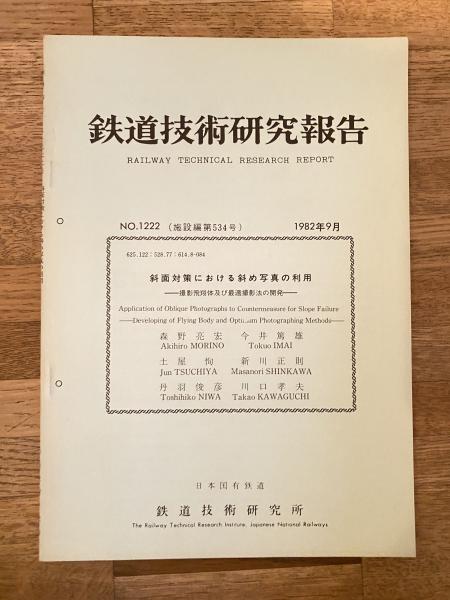 鉄道技術研究報告
RAILWAY TECHNICAL RESEARCH REPORT
NO.1222 (施設編第534号) 1982年9月
625.122:528.77:614.8-084
斜面対策における斜め写真の利用
——撮影飛翔体及び最適撮影法の開発——
Application of Oblique Photographs to Countermeasure for Slope Failure
——Developing of Flying Body and Optimum Photographing Methods——
森野亮宏 今井篤雄
Akihiro MORINO Tokuo IMAI
土屋恂 新川正則
Jun TSUCHIYA Masanori SHINKAWA
丹羽俊彦 川口孝夫
Toshihiko NIWA Takao KAWAGUCHI
日本国有鉄道
鉄道技術研究所
The Railway Technical Research Institute, Japanese National Railways